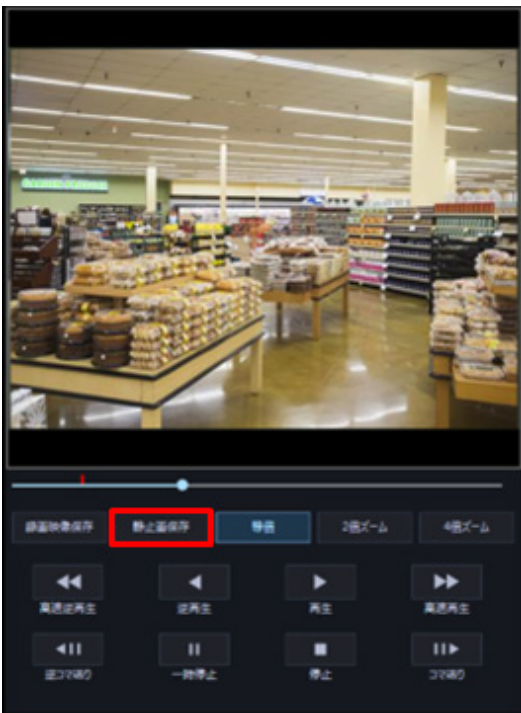 録画映像保存 静止画保存 等倍 2倍ズーム 4倍ズーム
高速逆再生 逆再生 再生 高速再生
逆コマ送り 一時停止 停止 コマ送り